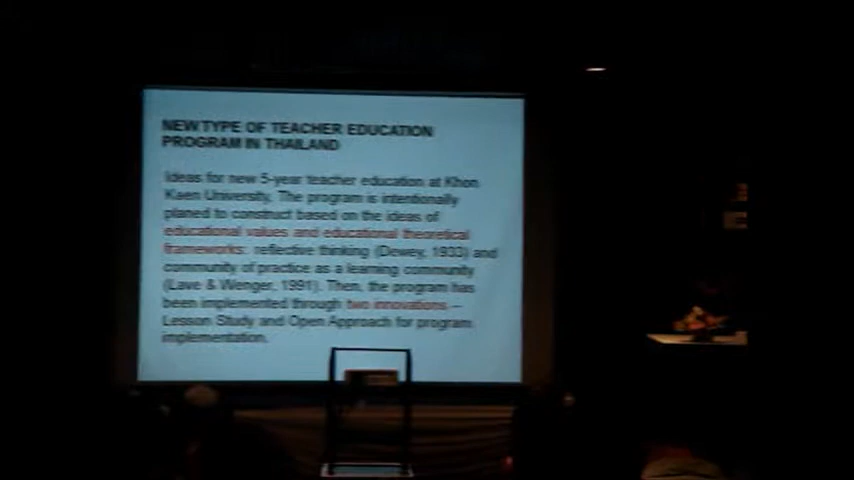 NEW TYPE OF TEACHER EDUCATION
PROGRAM IN THAILAND
Ideas for new 5-year teacher education at Khon
Kaen University. The program is intentionally
planed to construct based on the ideas of
educational values and educational theoretical
frameworks: reflective thinking (Dewey, 1933) and
community of practice as a learning community
(Lave & Wenger, 1991). Then, the program has
been implemented through two innovations –
Lesson Study and Open Approach for program
implementation.